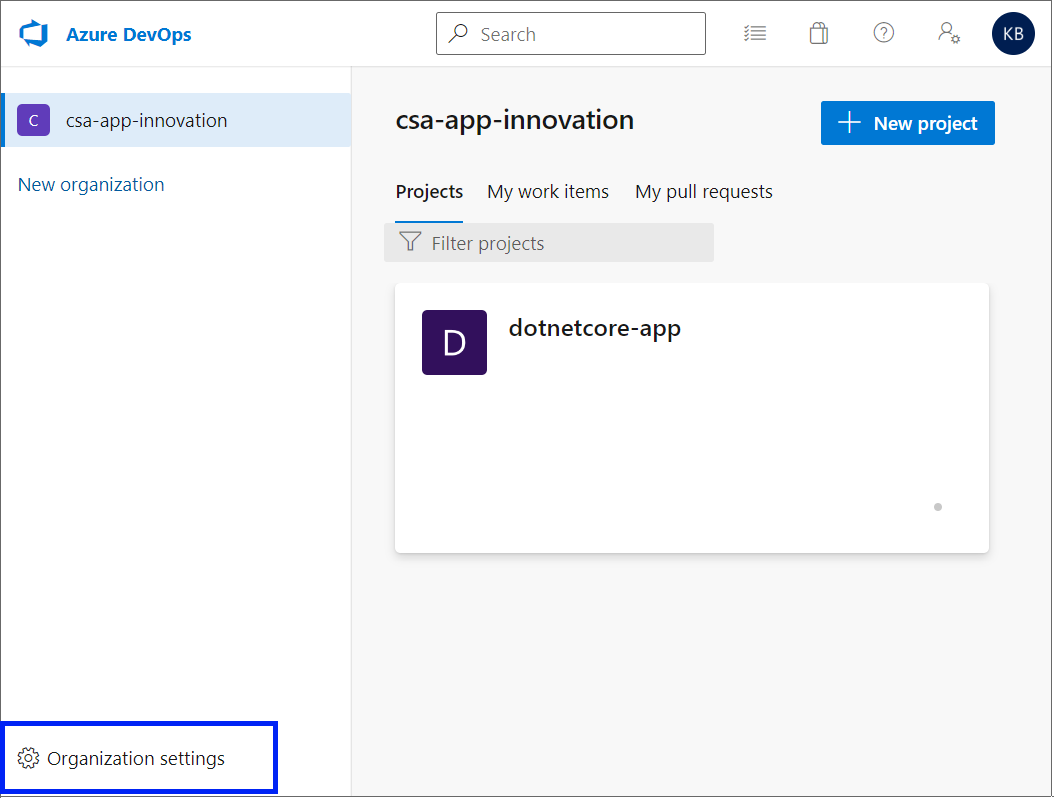 Azure DevOps
Search
KB
C
csa-app-innovation
New organization
csa-app-innovation
New project
Projects
My work items
My pull requests
Filter projects
D
dotnetcore-app
Organization settings